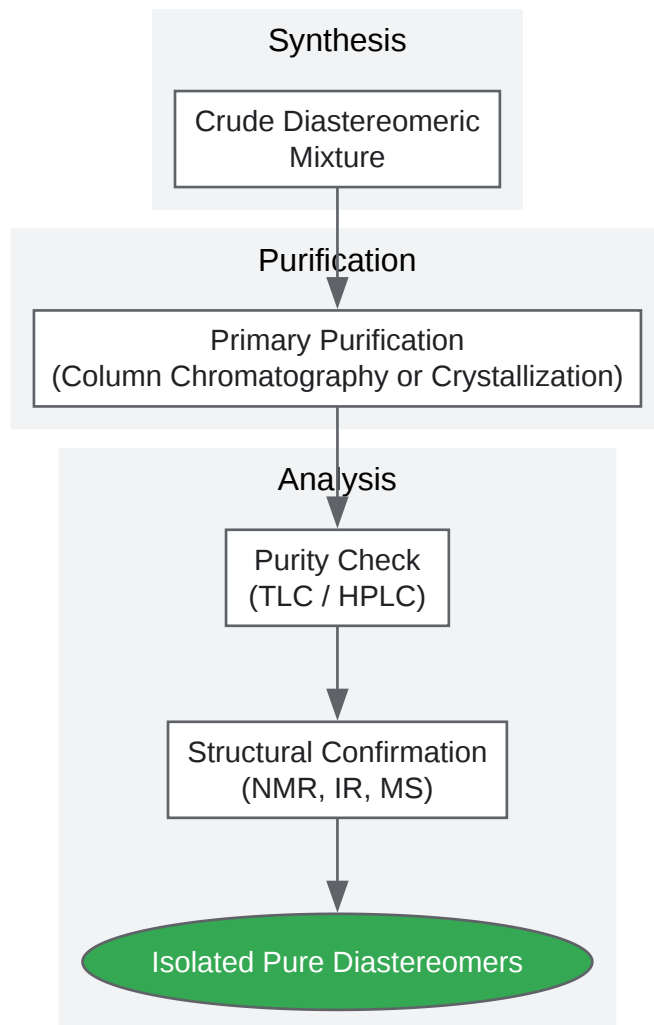 Synthesis
Crude Diastereomeric
Mixture
Purification
Primary Purification
(Column Chromatography or Crystallization)
Analysis
Purity Check
(TLC / HPLC)
Structural Confirmation
(NMR, IR, MS)
Isolated Pure Diastereomers